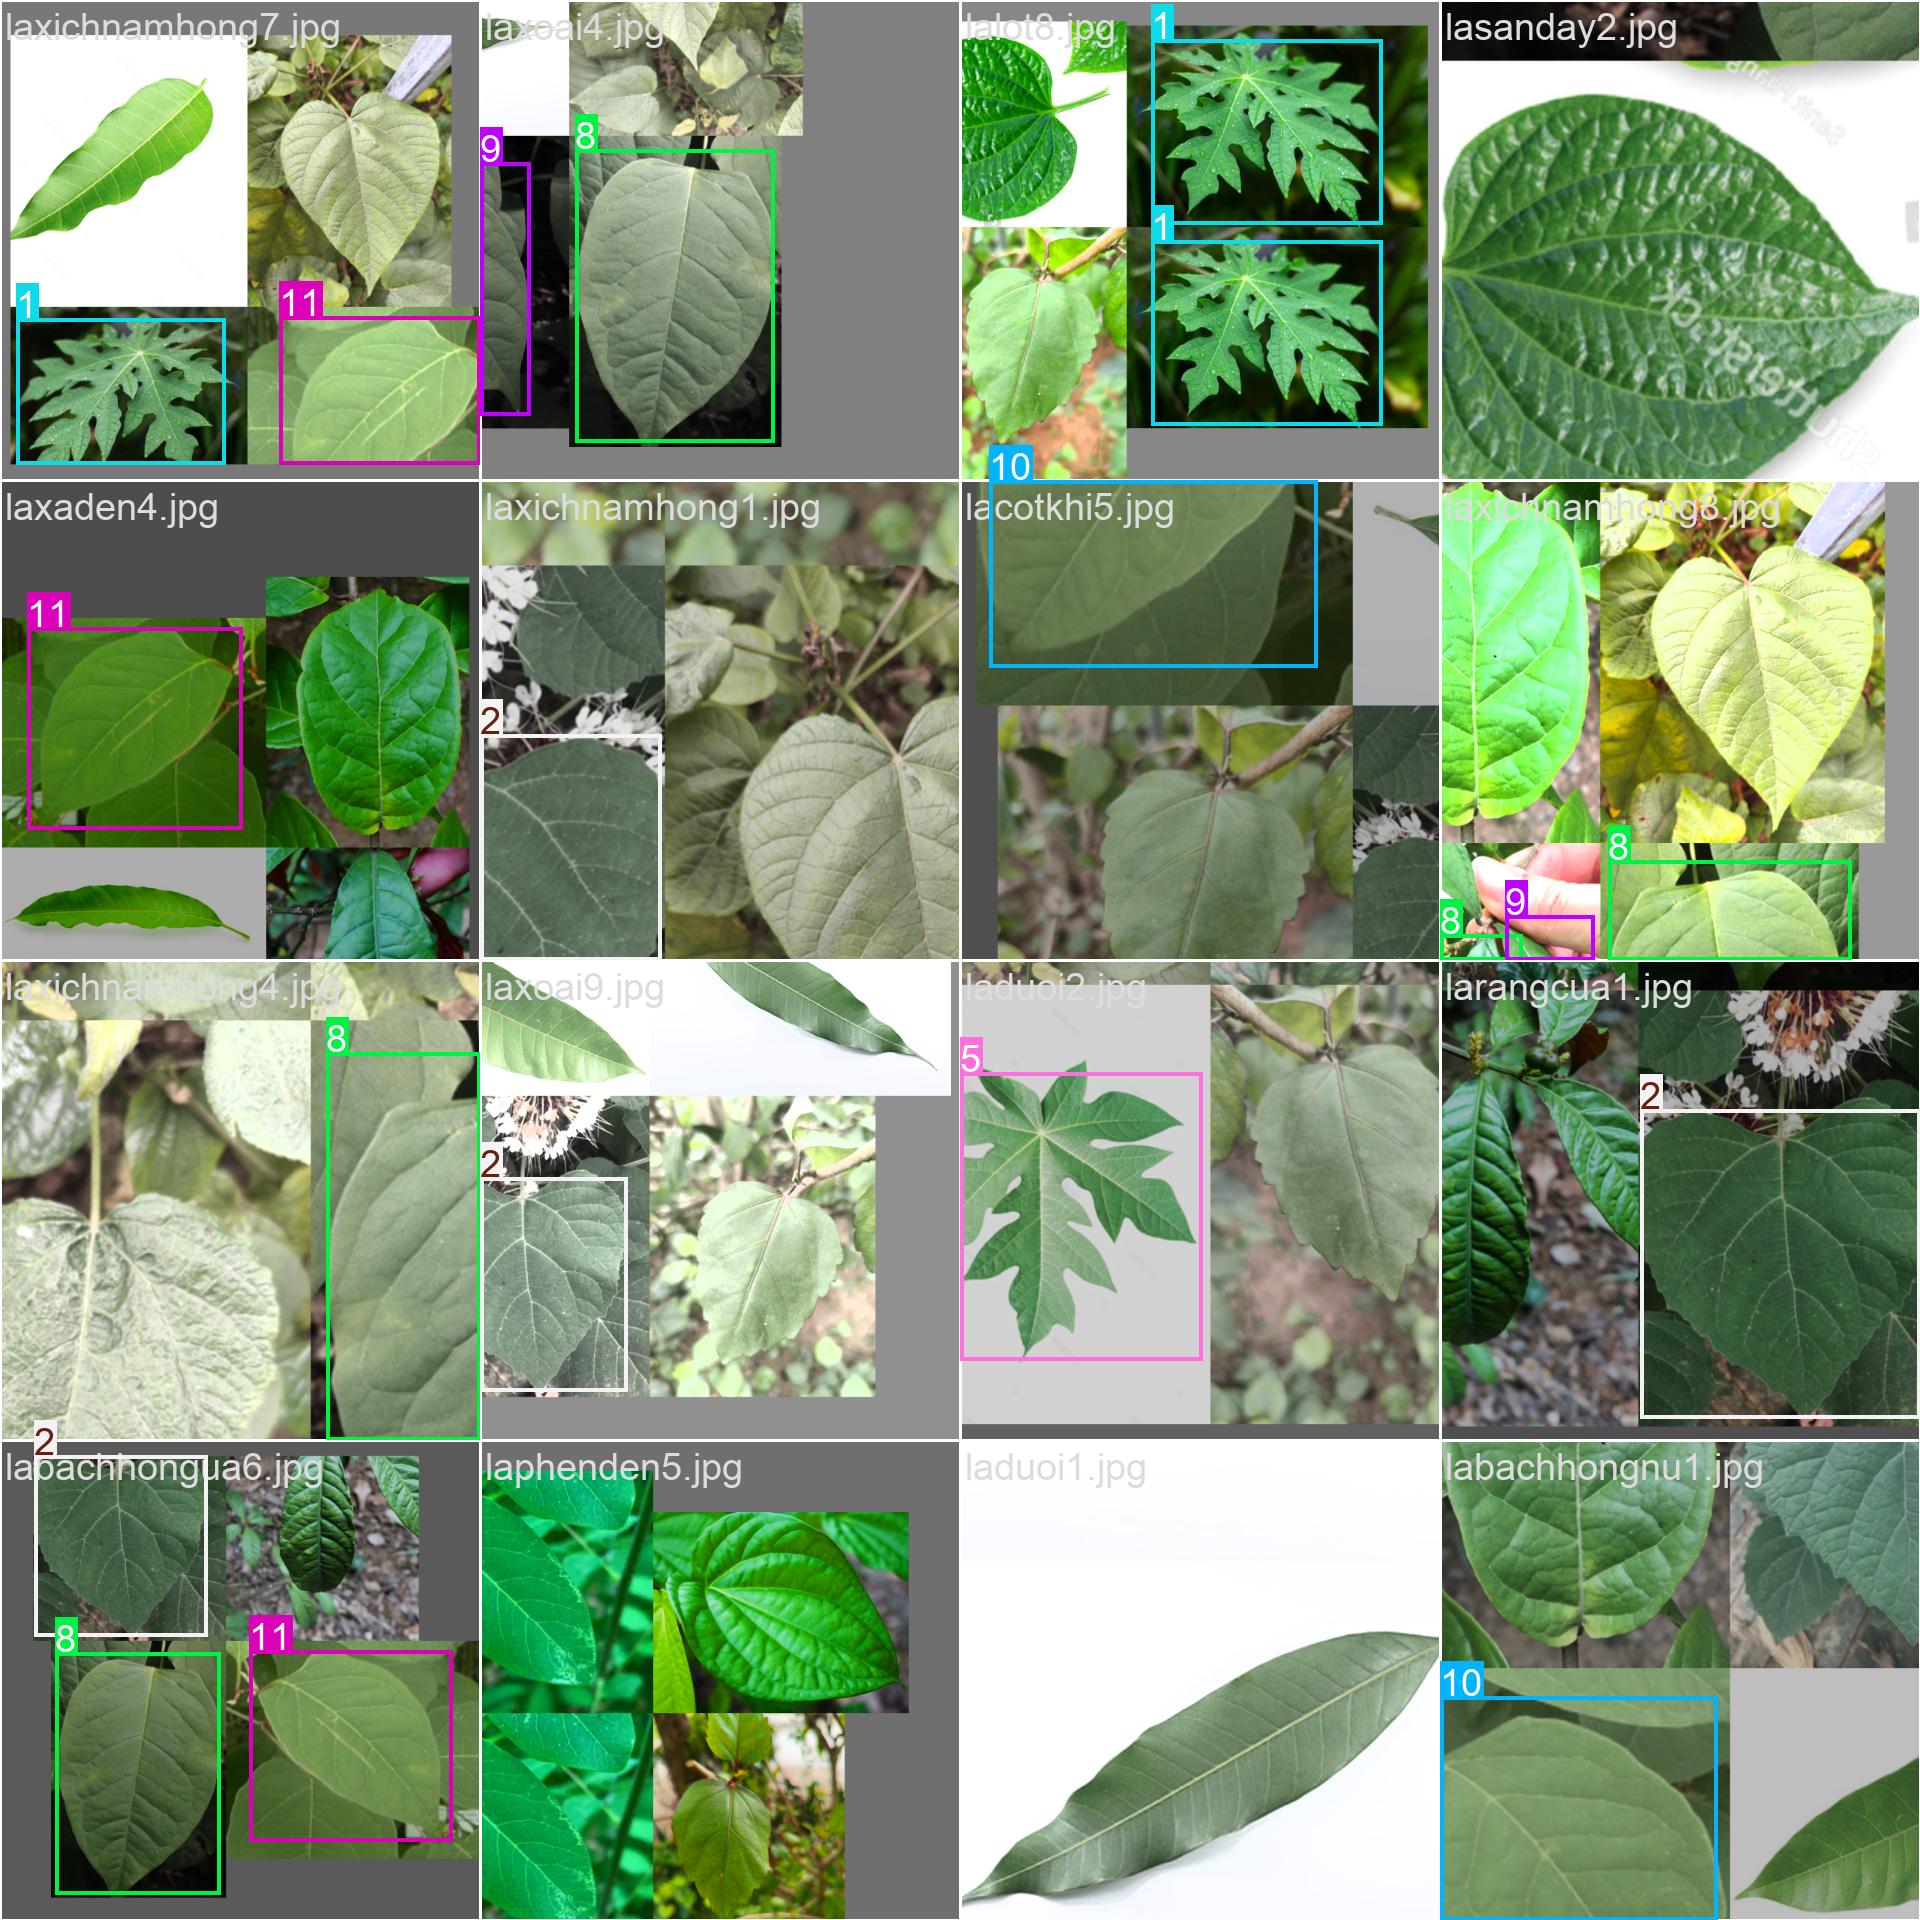 laxichnamhong7.jpg
laxoai4.jpg
lalot8.jpg
lasanday2.jpg
1
11
9
8
1
1
10
shutterstock
laxaden4.jpg
laxichnamhong1.jpg
lacotkhi5.jpg
laxichnamhong8.jpg
11
2
8
8
9
laxichnamhong4.jpg
laxoai9.jpg
laduoi2.jpg
larangcua1.jpg
8
2
5
2
2
labachhongua6.jpg
laphenden5.jpg
laduoi1.jpg
labachhongnu1.jpg
8
11
10